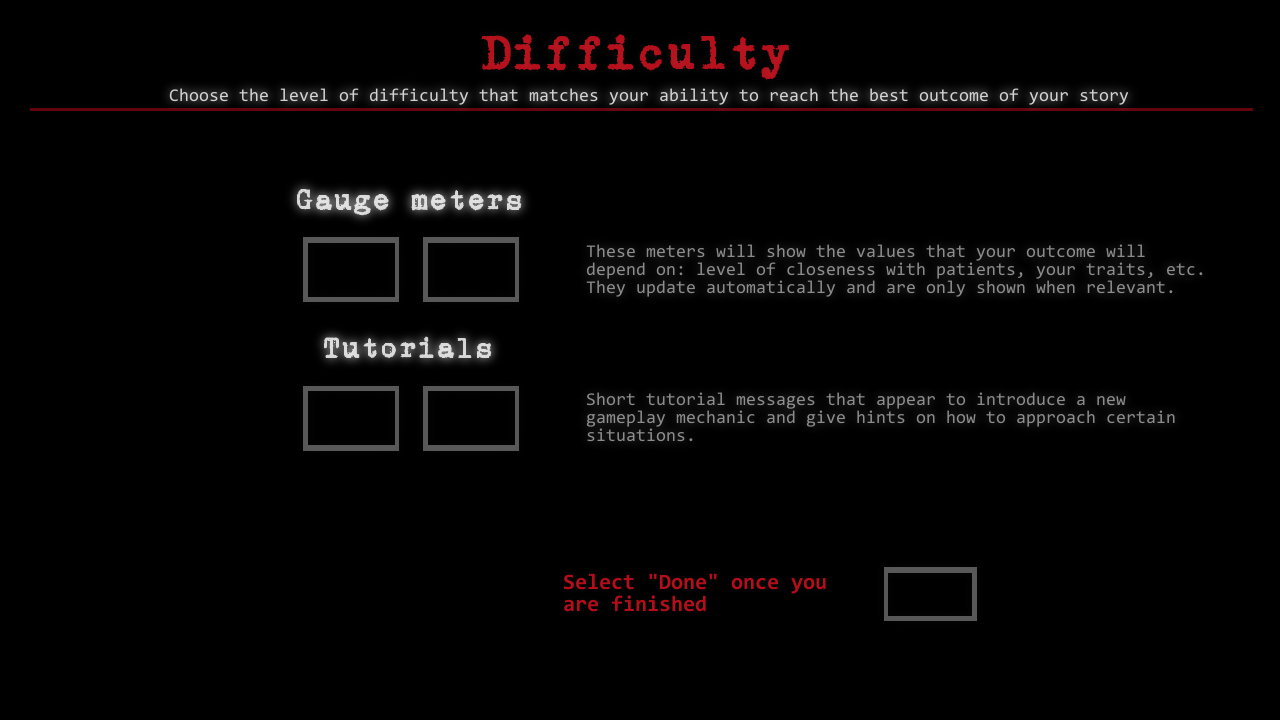 Difficulty
Choose the level of difficulty that matches your ability to reach the best outcome of your story
Gauge meters
These meters will show the values that your outcome will
depend on: level of closeness with patients, your traits, etc.
They update automatically and are only shown when relevant.
Tutorials
Short tutorial messages that appear to introduce a new
gameplay mechanic and give hints on how to approach certain
situations.
Select "Done" once you
are finished